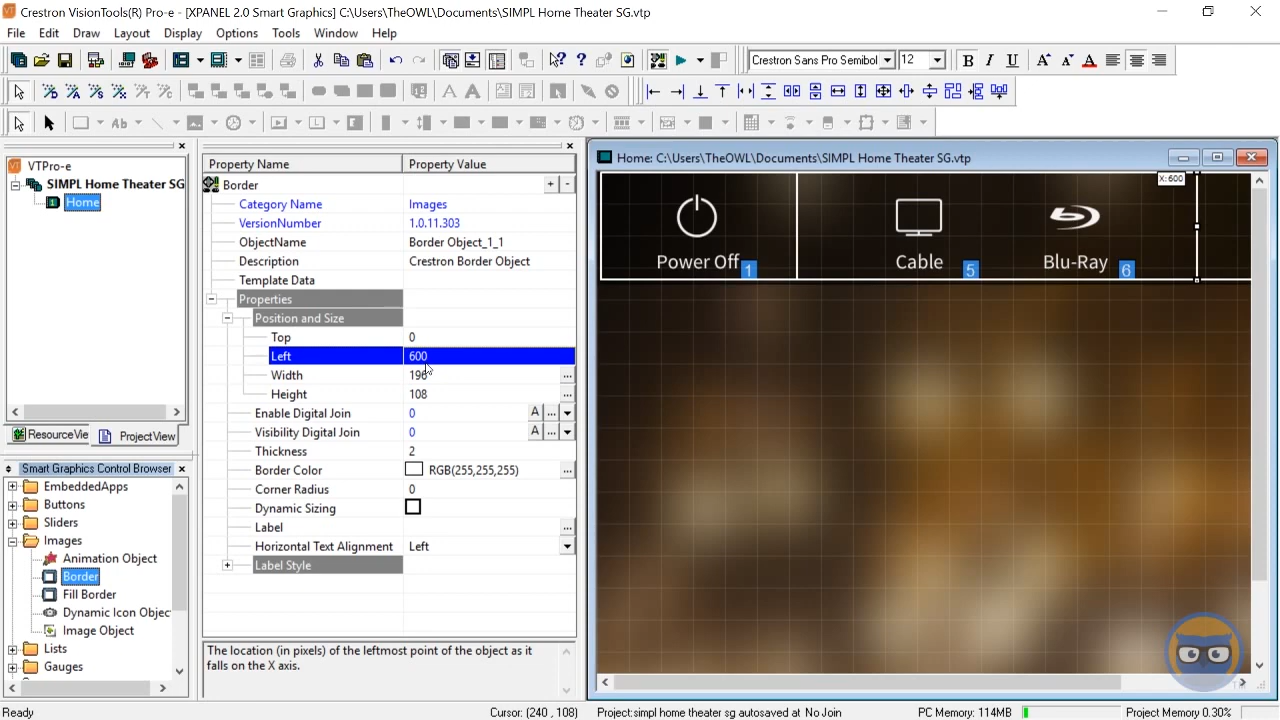 Crestron VisionTools(R) Pro-e - [XPANEL 2.0 Smart Graphics] C:\Users\TheOWL\Documents\SIMPL Home Theater SG.vtp
File Edit Draw Layout Display Options Tools Window Help
Crestron Sans Pro Semibol 12 B I U
VTPro-e
SIMPL Home Theater SG
Home
ResourceVie ProjectView
Smart Graphics Control Browser
EmbeddedApps
Buttons
Sliders
Images
Animation Object
Border
Fill Border
Dynamic Icon Objec
Image Object
Lists
Gauges
Property Name Property Value
Border + -
Category Name Images
VersionNumber 1.0.11.303
ObjectName Border Object_1_1
Description Crestron Border Object
Template Data
Properties
Position and Size
Top 0
Left 600
Width 196
Height 108
Enable Digital Join 0 A ...
Visibility Digital Join 0 A ...
Thickness 2
Border Color RGB(255,255,255) ...
Corner Radius 0
Dynamic Sizing
Label ...
Horizontal Text Alignment Left
Label Style
The location (in pixels) of the leftmost point of the object as it
falls on the X axis.
Home: C:\Users\TheOWL\Documents\SIMPL Home Theater SG.vtp
X: 600
Power Off 1
Cable 5
Blu-Ray 6
Ready Cursor: (240 , 108) Project:simpl home theater sg autosaved at No Join PC Memory: 114MB Project Memory 0.30%